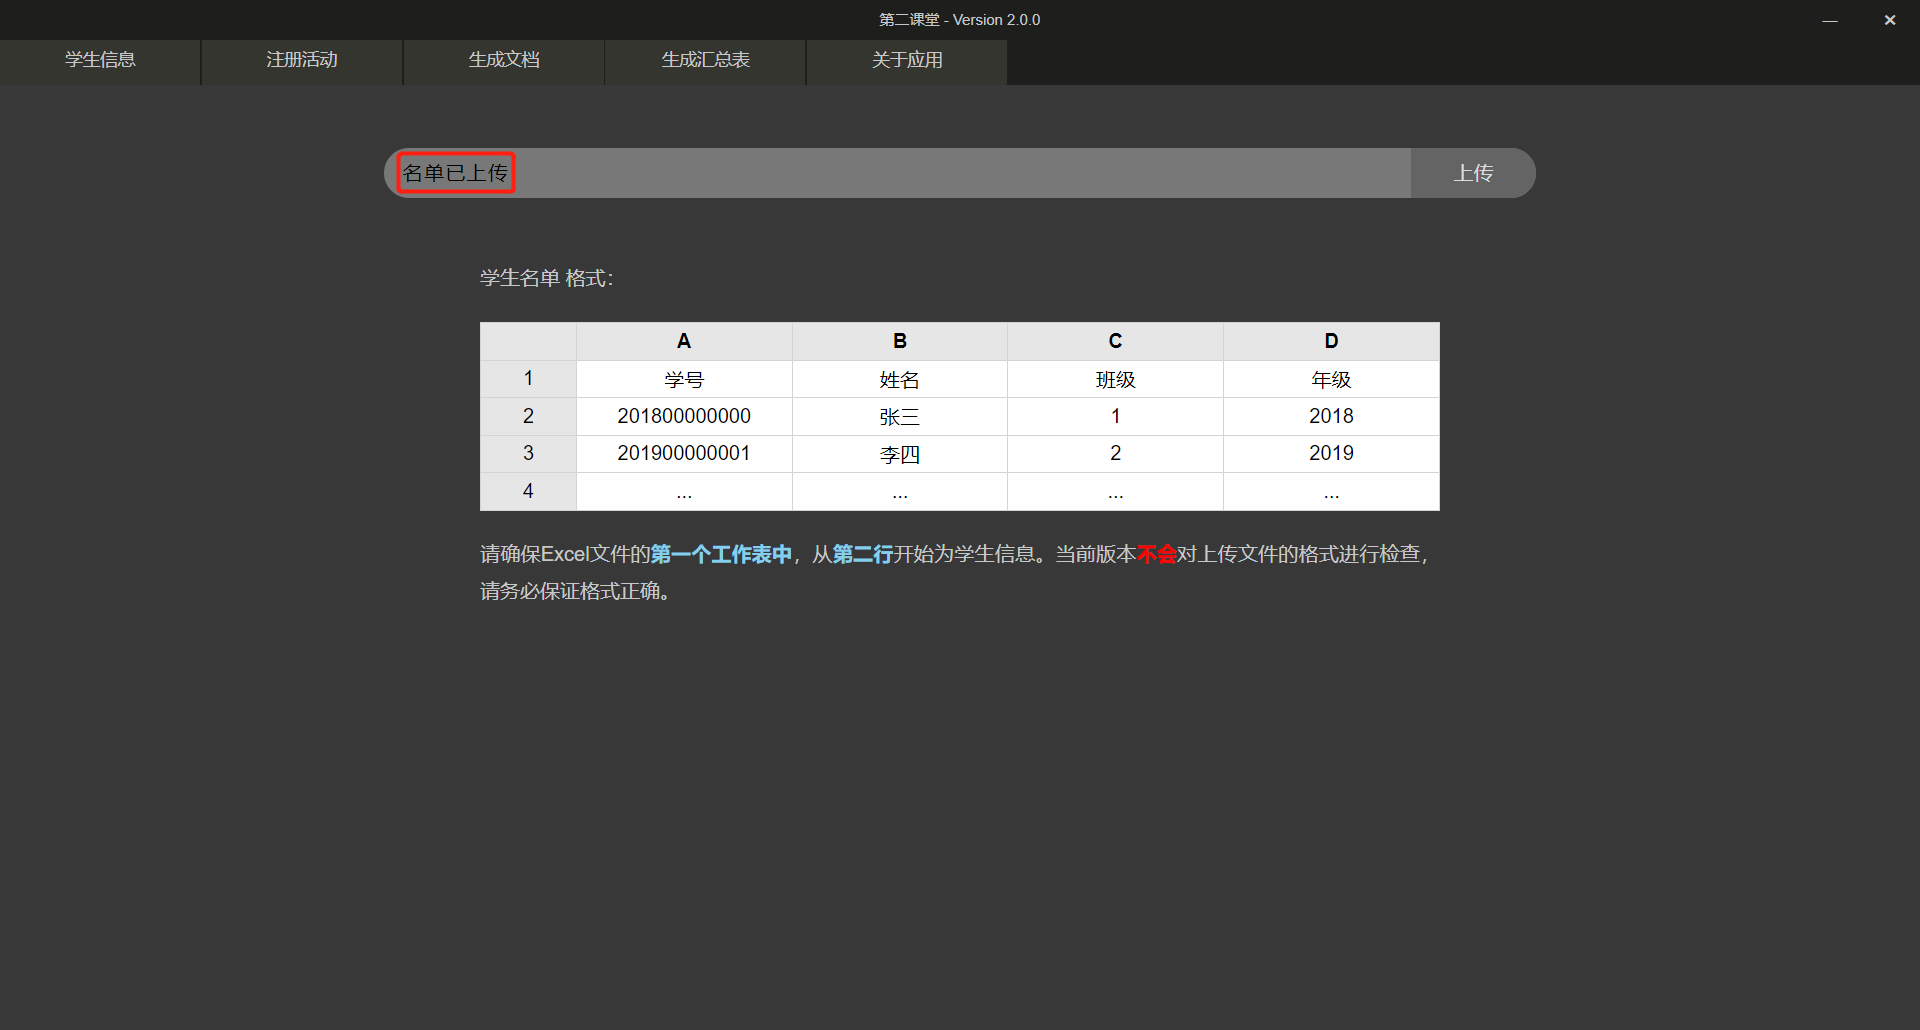 第二课堂 - Version 2.0.0
学生信息 注册活动 生成文档 生成汇总表 关于应用
名单已上传 上传
学生名单 格式：
A B C D
1 学号 姓名 班级 年级
2 201800000000 张三 1 2018
3 201900000001 李四 2 2019
4 ... ... ... ...
请确保Excel文件的第一个工作表中，从第二行开始为学生信息。当前版本不会对上传文件的格式进行检查，
请务必保证格式正确。